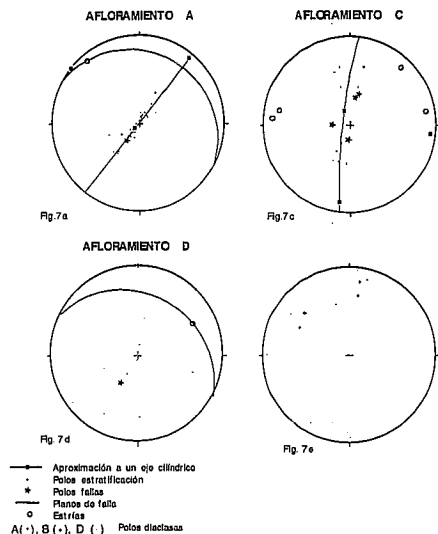 AFLORAMIENTO A
AFLORAMIENTO C
Fig.7a
Fig.7c
AFLORAMIENTO D
Fig. 7d
Fig. 7e
Aproximación a un eje cilíndrico
Polos estratificación
Polos fallas
Planos de falla
Estrías
A(+), B(+), D(·) Polos diaclasas